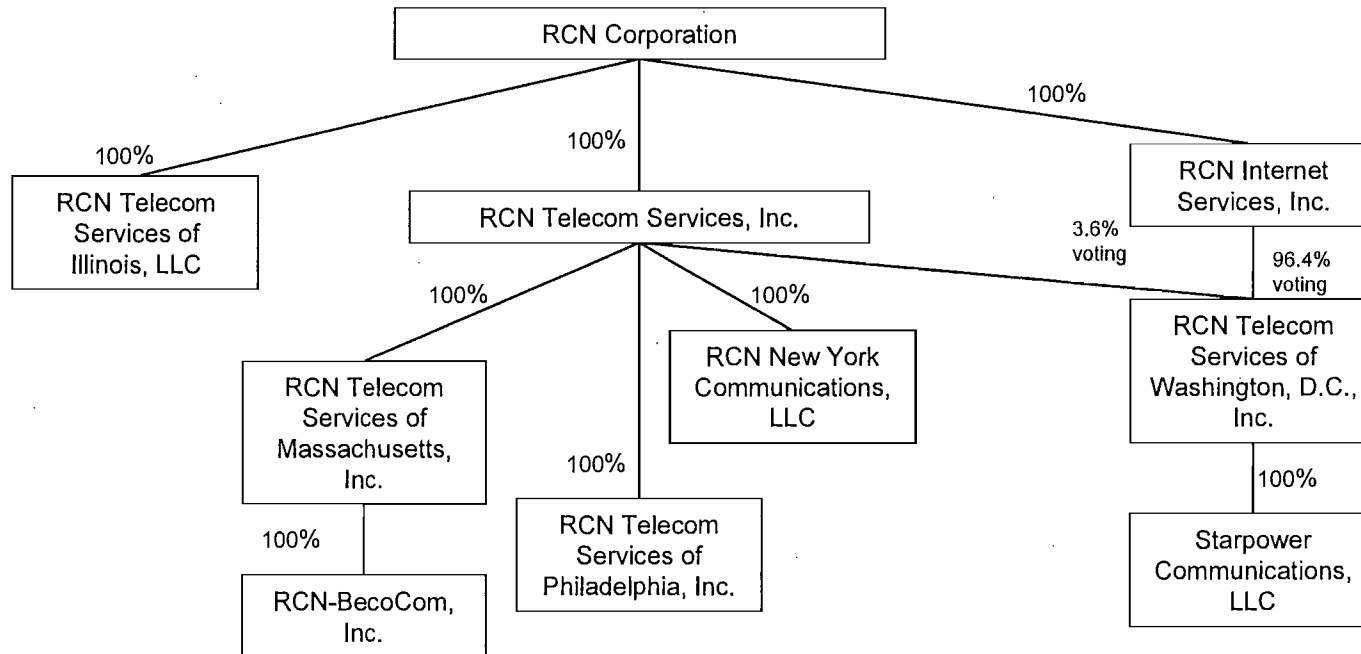 RCN Corporation
100%
100%
100%
RCN Telecom
Services of
Illinois, LLC
RCN Telecom Services, Inc.
RCN Internet
Services, Inc.
3.6%
voting
96.4%
voting
100%
100%
RCN Telecom
Services of
Massachusetts,
Inc.
RCN New York
Communications,
LLC
RCN Telecom
Services of
Washington, D.C.,
Inc.
100%
100%
100%
RCN-BecoCom,
Inc.
RCN Telecom
Services of
Philadelphia, Inc.
Starpower
Communications,
LLC